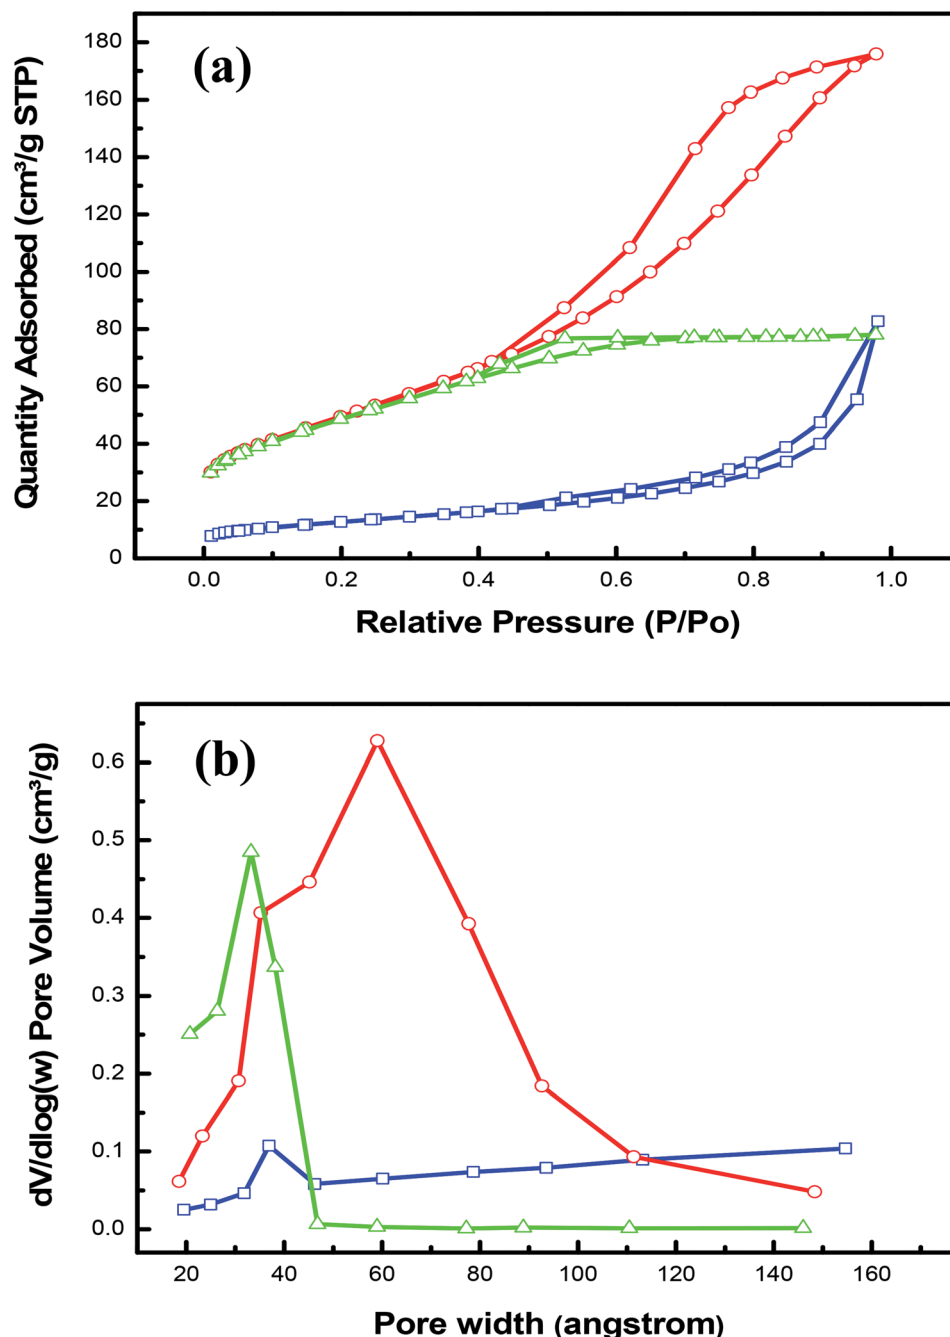 (a)
Quantity Adsorbed (cm³/g STP)
180
160
140
120
100
80
60
40
20
0
0.0 0.2 0.4 0.6 0.8 1.0
Relative Pressure (P/Po)
(b)
dV/dlog(w) Pore Volume (cm³/g)
0.6
0.5
0.4
0.3
0.2
0.1
0.0
20 40 60 80 100 120 140 160
Pore width (angstrom)